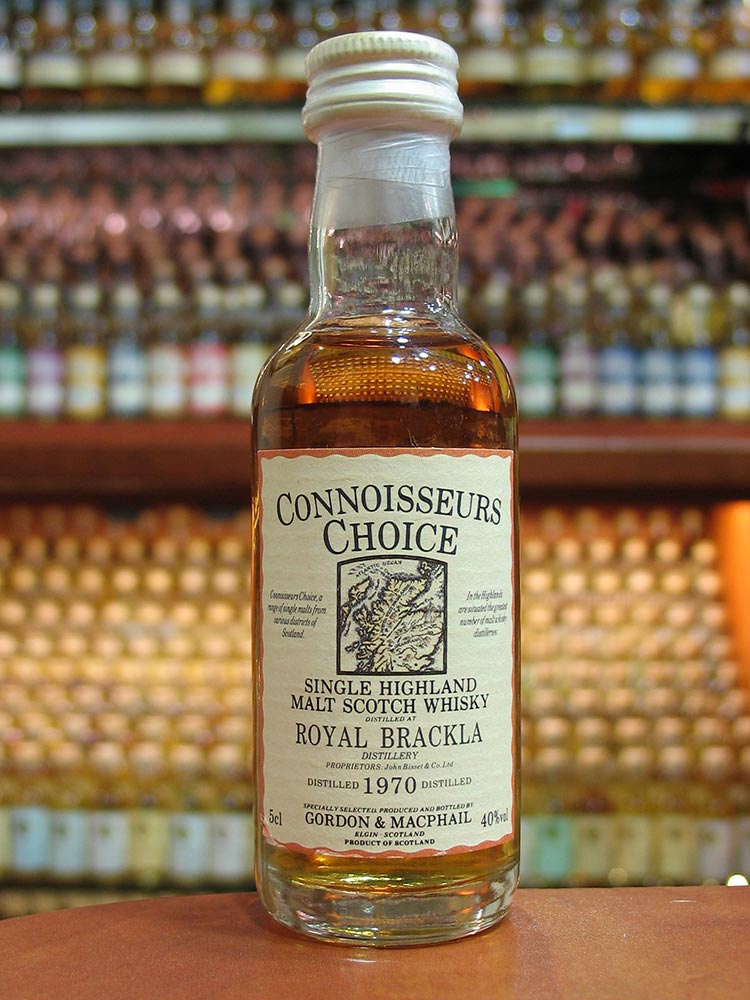 CONNOISSEURS
CHOICE
ATLANTIC OCEAN
Connoisseurs Choice, a
range of single malts from
various districts of
Scotland.
In the Highlands
are situated the greatest
number of malt whisky
distilleries.
SINGLE HIGHLAND
MALT SCOTCH WHISKY
DISTILLED AT
ROYAL BRACKLA
DISTILLERY
PROPRIETORS: John Bisset & Co. Ltd
DISTILLED 1970 DISTILLED
SPECIALLY SELECTED, PRODUCED AND BOTTLED BY
5cl GORDON & MACPHAIL 40%vol
ELGIN - SCOTLAND
PRODUCT OF SCOTLAND